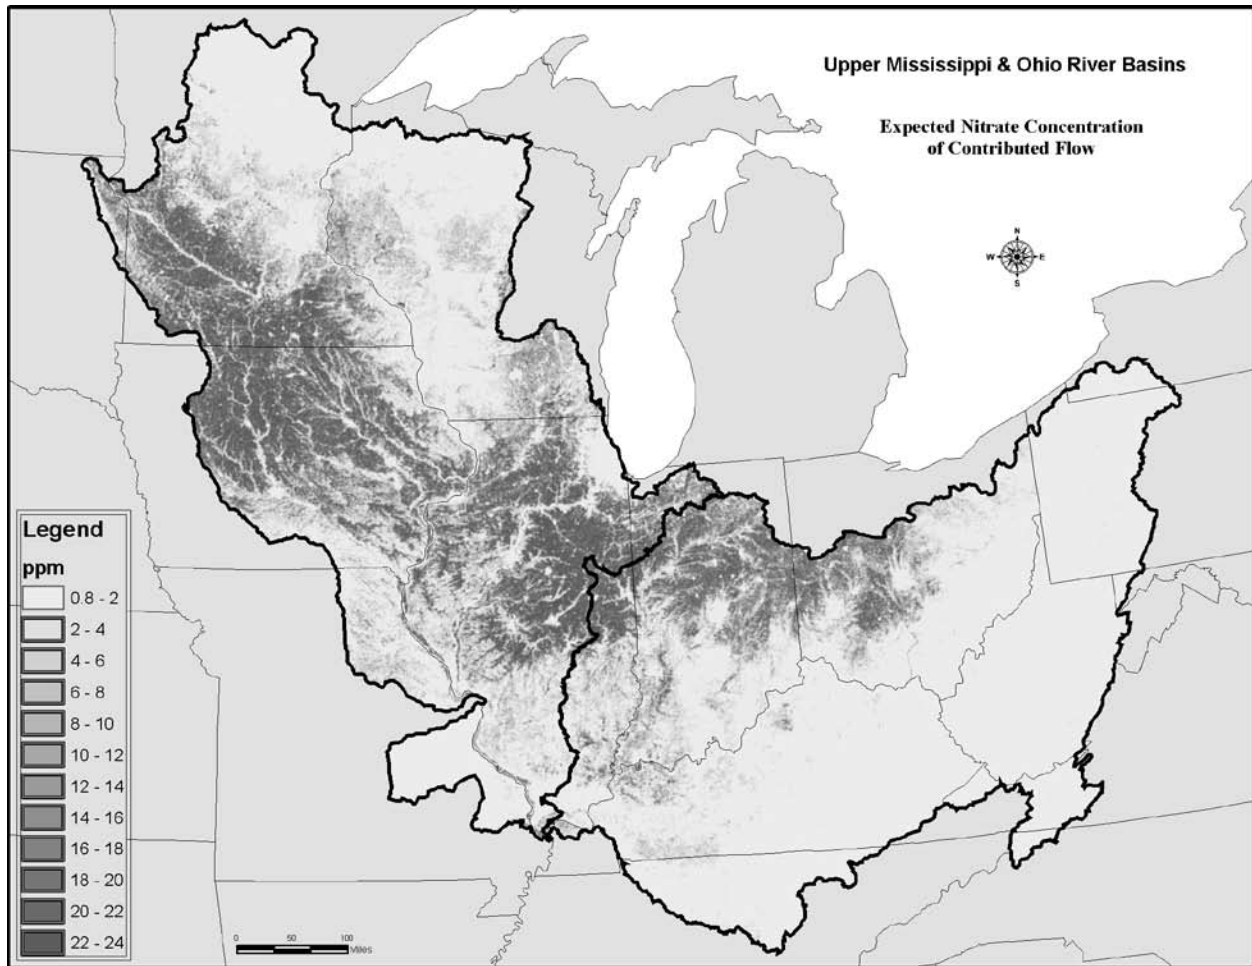 Upper Mississippi & Ohio River Basins
Expected Nitrate Concentration
of Contributed Flow
N
W E
S
Legend
ppm
0.8 - 2
2 - 4
4 - 6
6 - 8
8 - 10
10 - 12
12 - 14
14 - 16
16 - 18
18 - 20
20 - 22
22 - 24
0 50 100
Miles